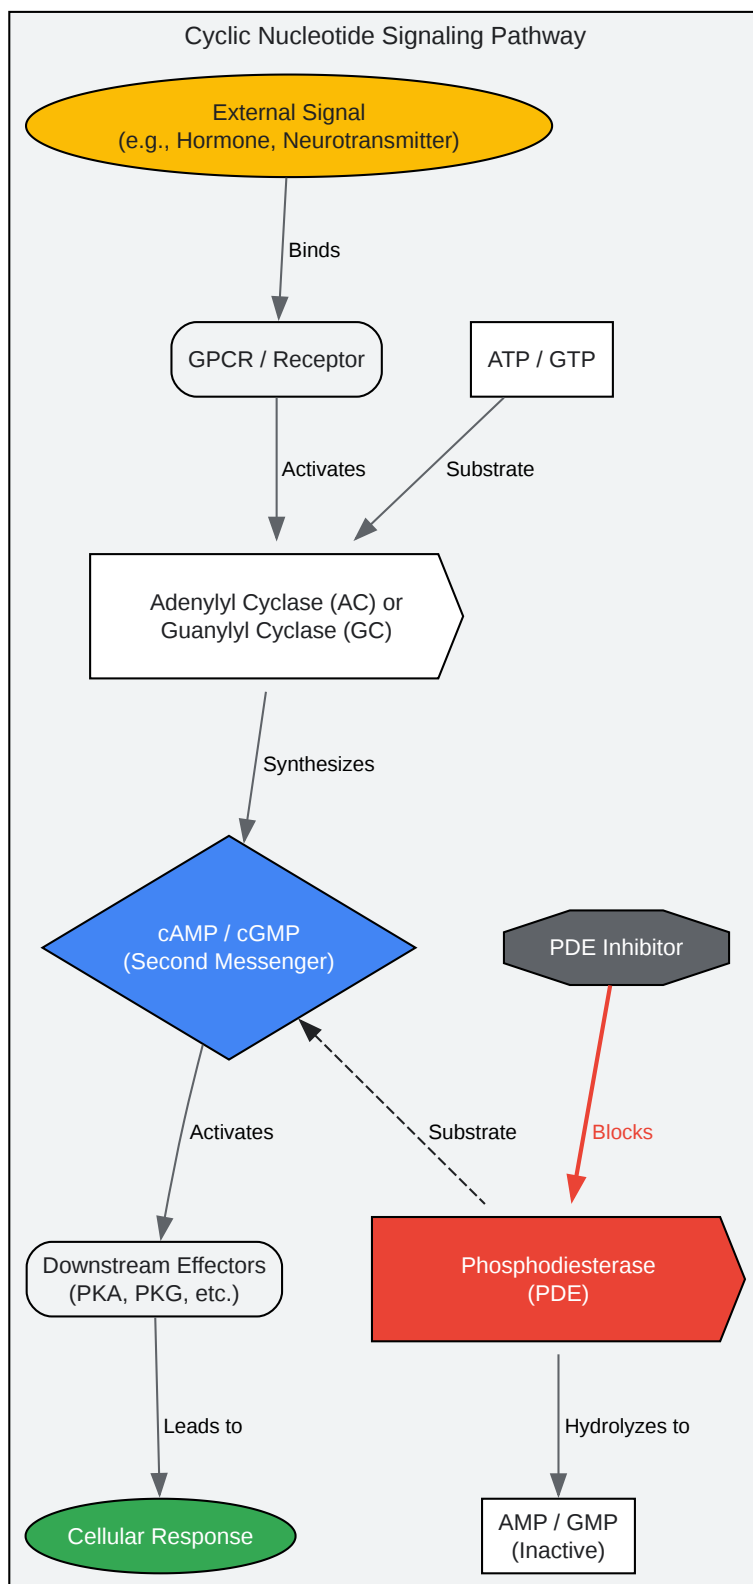 Cyclic Nucleotide Signaling Pathway
External Signal
(e.g., Hormone, Neurotransmitter)
Binds
GPCR / Receptor
ATP / GTP
Activates
Substrate
Adenylyl Cyclase (AC) or
Guanylyl Cyclase (GC)
Synthesizes
cAMP / cGMP
(Second Messenger)
PDE Inhibitor
Activates
Substrate
Blocks
Downstream Effectors
(PKA, PKG, etc.)
Phosphodiesterase
(PDE)
Leads to
Hydrolyzes to
Cellular Response
AMP / GMP
(Inactive)